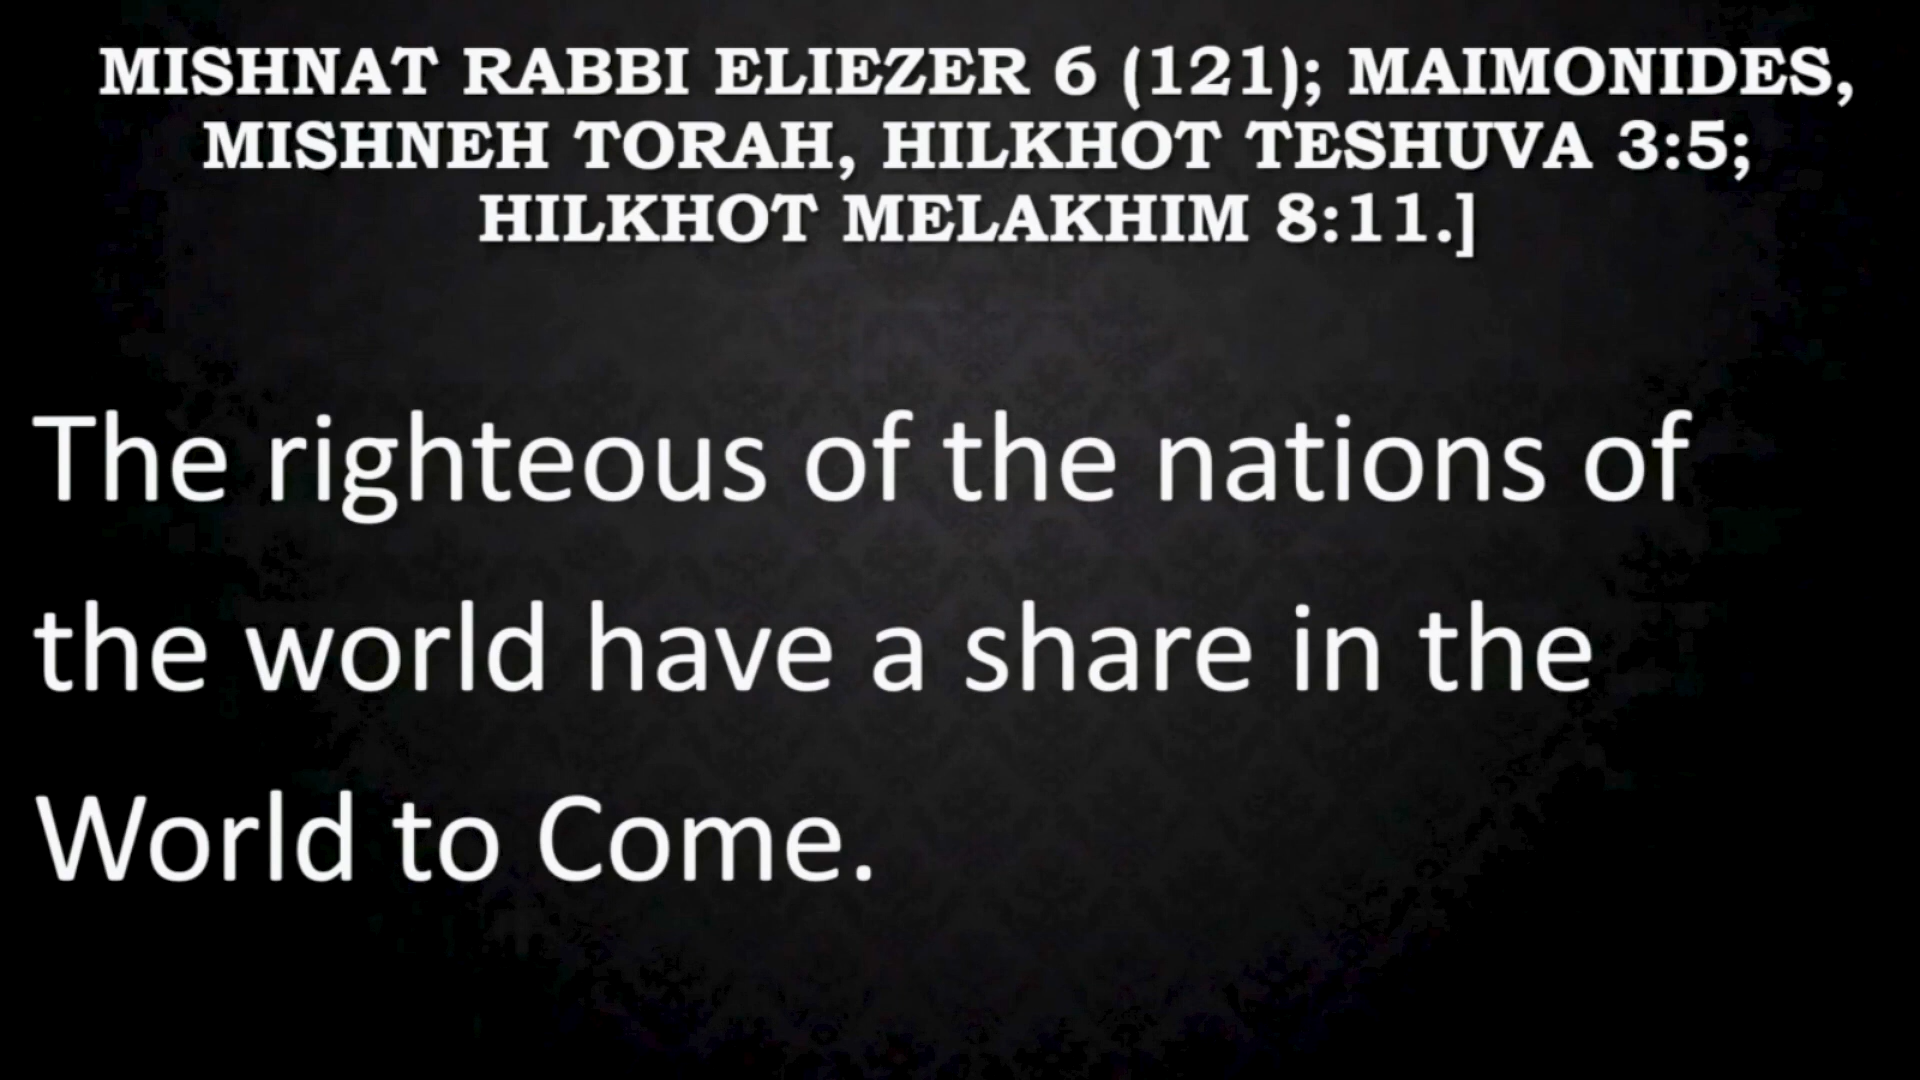 MISHNAT RABBI ELIEZER 6 (121); MAIMONIDES,
MISHNEH TORAH, HILKHOT TESHUVA 3:5;
HILKHOT MELAKHIM 8:11.]
The righteous of the nations of
the world have a share in the
World to Come.